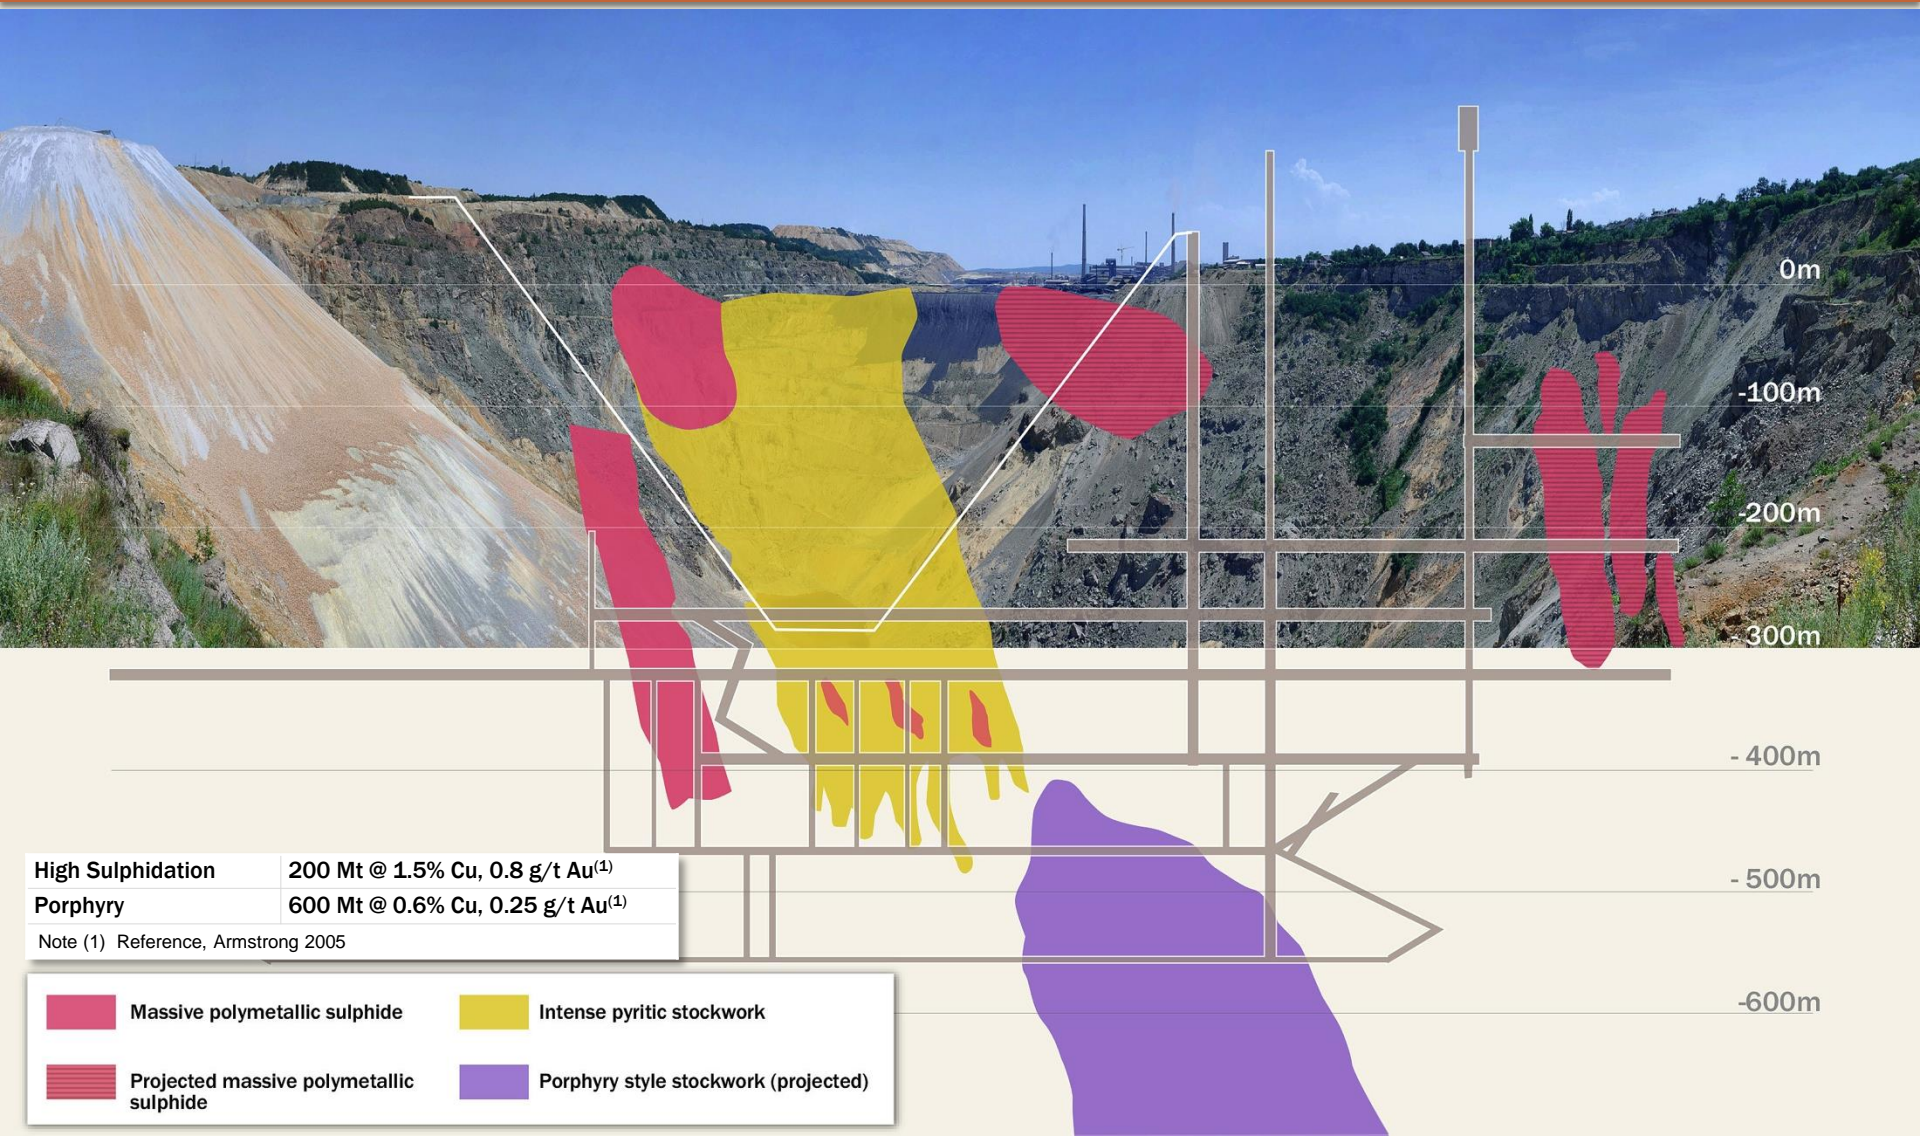 0m
-100m
-200m
- 300m
- 400m
- 500m
-600m
High Sulphidation 200 Mt @ 1.5% Cu, 0.8 g/t Au(1)
Porphyry 600 Mt @ 0.6% Cu, 0.25 g/t Au(1)
Note (1) Reference, Armstrong 2005
Massive polymetallic sulphide
Intense pyritic stockwork
Projected massive polymetallic
sulphide
Porphyry style stockwork (projected)